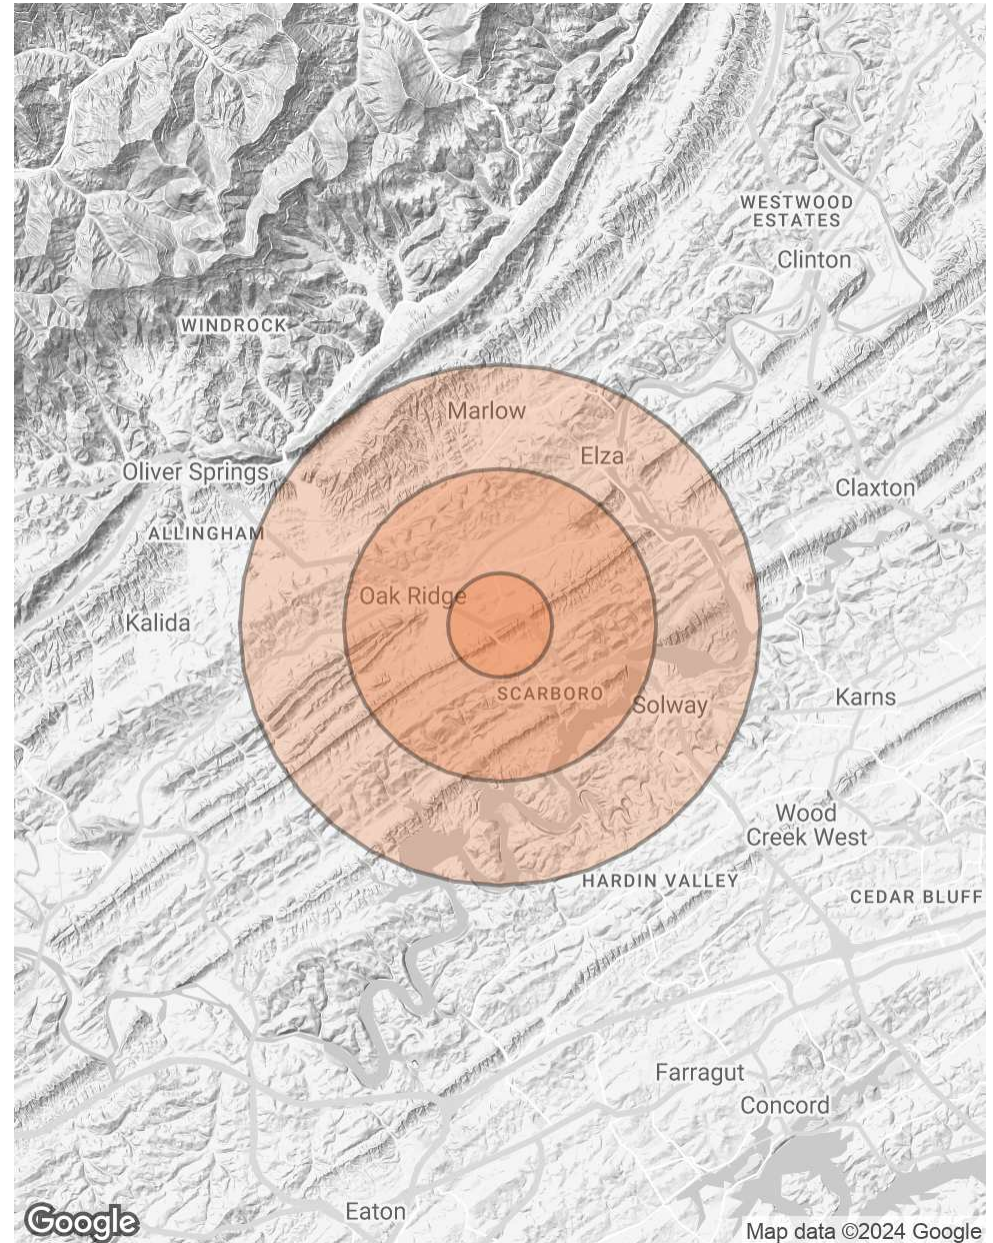 WESTWOOD
ESTATES
Clinton
WINDROCK
Marlow
Elza
Oliver Springs
Claxton
ALLINGHAM
Oak Ridge
Kalida
SCARBORO
Solway
Karns
Wood
Creek West
HARDIN VALLEY
CEDAR BLUFF
Farragut
Concord
Eaton
Google
Map data ©2024 Google